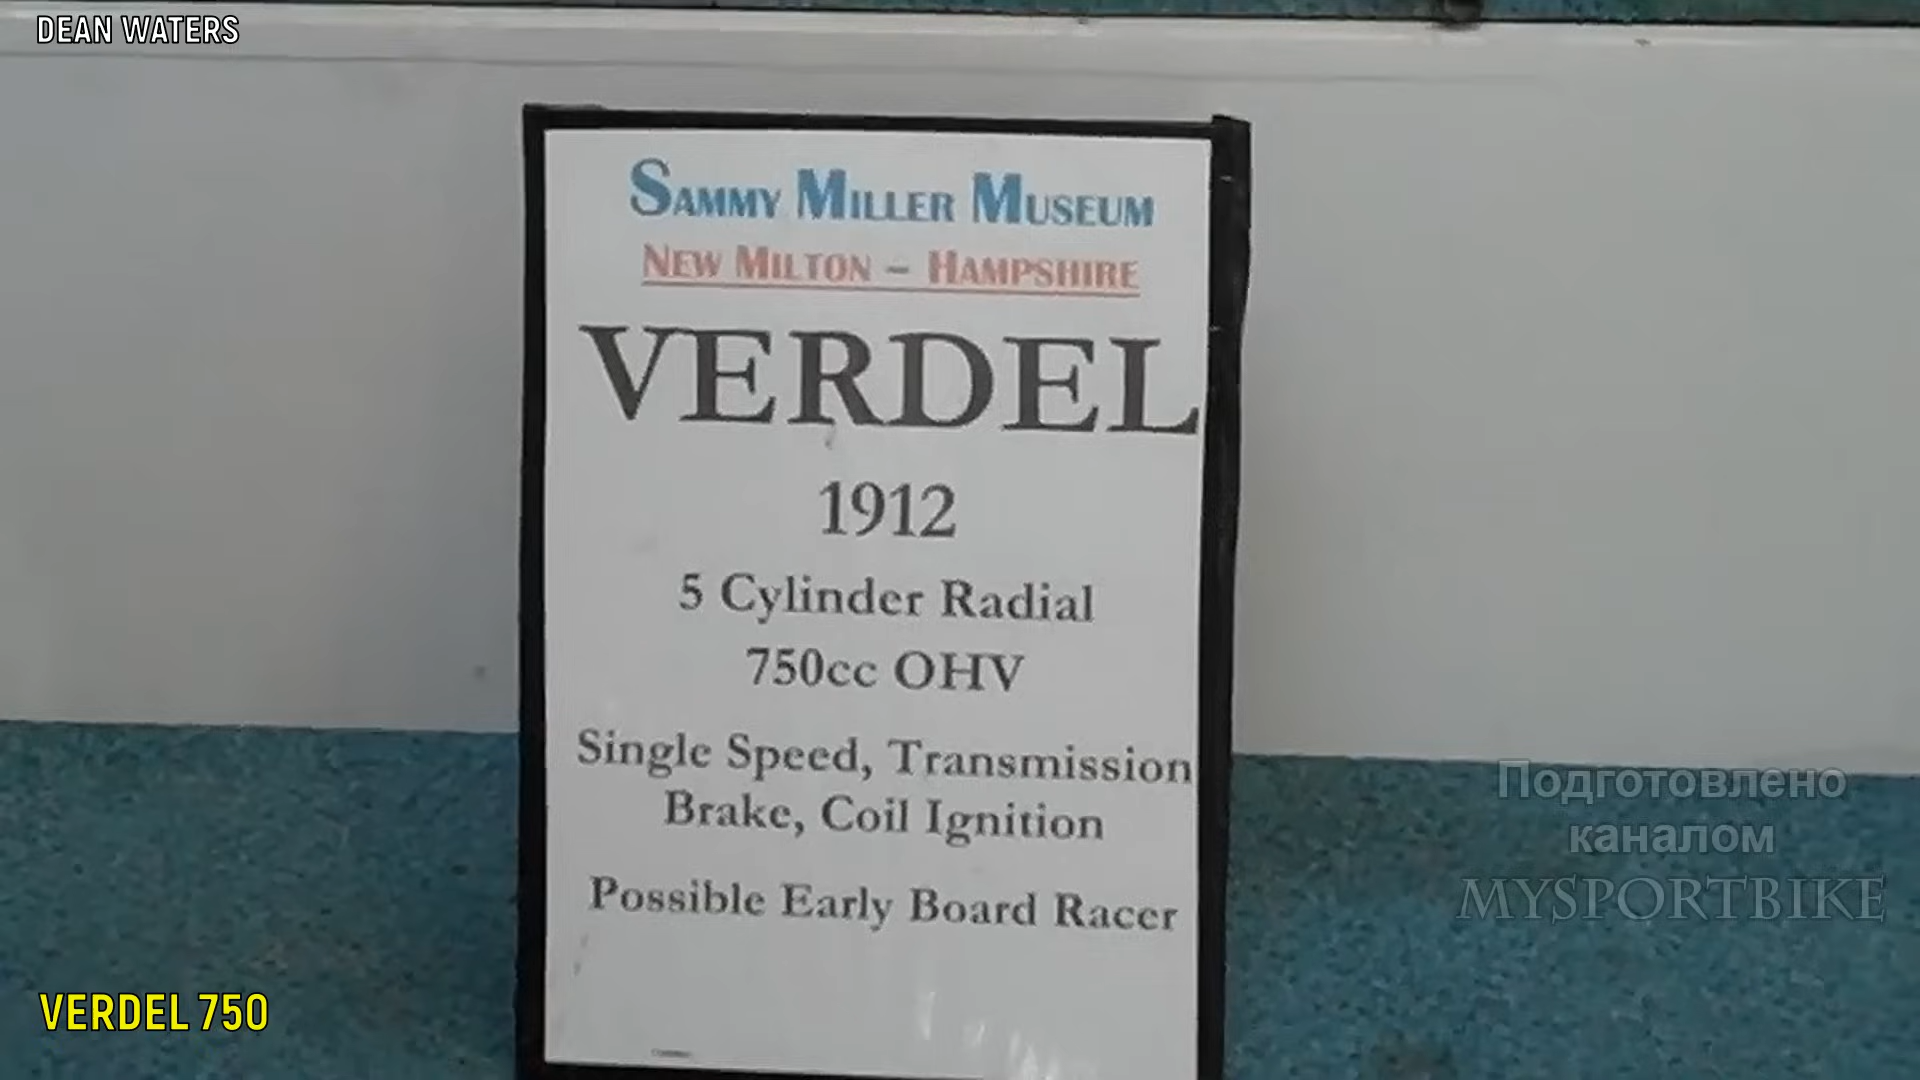 DEAN WATERS
SAMMY MILLER MUSEUM
NEW MILTON – HAMPSHIRE
VERDEL
1912
5 Cylinder Radial
750cc OHV
Single Speed, Transmission
Brake, Coil Ignition
Possible Early Board Racer
Подготовлено
каналом
MYSPORTBIKE
VERDEL 750